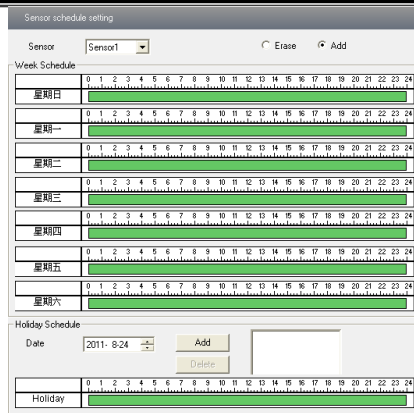 Sensor schedule setting
Sensor Sensor1 Erase Add
Week Schedule
0 1 2 3 4 5 6 7 8 9 10 11 12 13 14 15 16 17 18 19 20 21 22 23 24
星期日
0 1 2 3 4 5 6 7 8 9 10 11 12 13 14 15 16 17 18 19 20 21 22 23 24
星期一
0 1 2 3 4 5 6 7 8 9 10 11 12 13 14 15 16 17 18 19 20 21 22 23 24
星期二
0 1 2 3 4 5 6 7 8 9 10 11 12 13 14 15 16 17 18 19 20 21 22 23 24
星期三
0 1 2 3 4 5 6 7 8 9 10 11 12 13 14 15 16 17 18 19 20 21 22 23 24
星期四
0 1 2 3 4 5 6 7 8 9 10 11 12 13 14 15 16 17 18 19 20 21 22 23 24
星期五
0 1 2 3 4 5 6 7 8 9 10 11 12 13 14 15 16 17 18 19 20 21 22 23 24
星期六
Holiday Schedule
Date 2011- 8-24 Add
Delete
0 1 2 3 4 5 6 7 8 9 10 11 12 13 14 15 16 17 18 19 20 21 22 23 24
Holiday